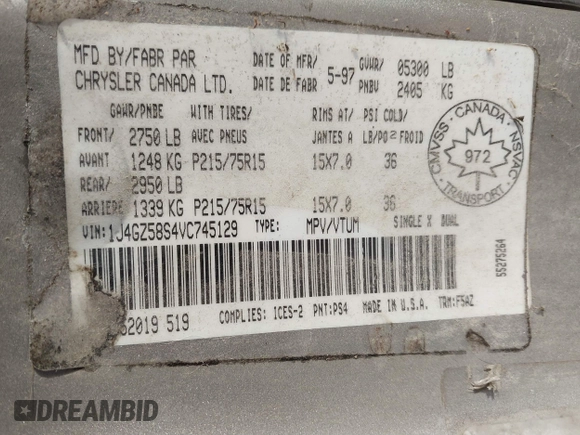 MFD. BY/FABR PAR DATE OF MFR/ GVWR/ 05300 LB
CHRYSLER CANADA LTD. DATE DE FABR 5-97 PNBV 2405 KG
GAWR/PNBE WITH TIRES/ RIMS AT/ PSI COLD/
FRONT/ 2750 LB AVEC PNEUS JANTES A LB/PO2 FROID
AVANT 1248 KG P215/75R15 15X7.0 36
REAR/ 2950 LB
ARRIERE 1339 KG P215/75R15 15X7.0 36
CMVSS · CANADA · NSVAC
972
TRANSPORT
VIN: 1J4GZ58S4VC745129 TYPE: MPV/VTUM SINGLE X DUAL
55275264
52019 519 COMPLIES: ICES-2 PNT:PS4 MADE IN U.S.A. TRM:F5AZ
DREAMBID